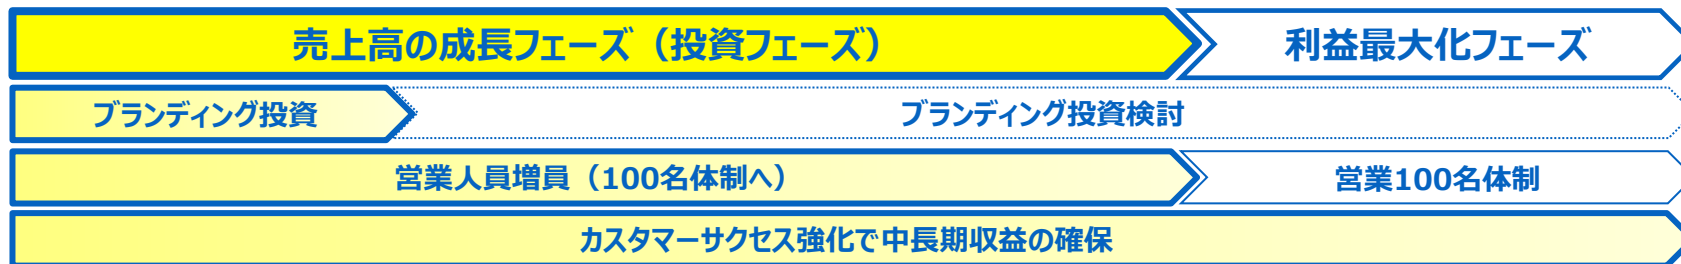 売上高の成長フェーズ（投資フェーズ）
利益最大化フェーズ
ブランディング投資
ブランディング投資検討
営業人員増員（100名体制へ）
営業100名体制
カスタマーサクセス強化で中長期収益の確保